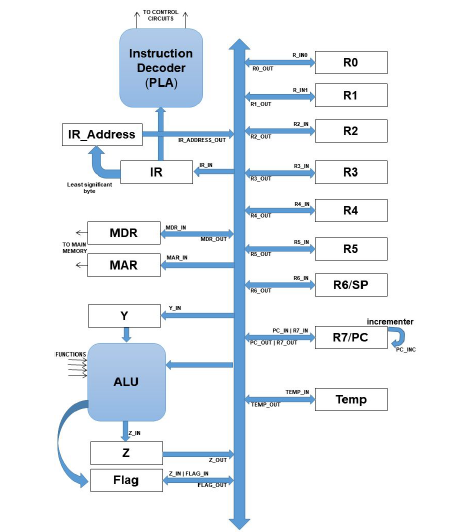 TO CONTROL
CIRCUITS
Instruction
Decoder
(PLA)
IR_Address
IR_ADDRESS_OUT
IR
IR_IN
Least significant
byte
MDR
MDR_IN
MDR_OUT
TO MAIN
MEMORY
MAR
MAR_IN
Y
Y_IN
FUNCTIONS
ALU
Z_IN
Z
Z_OUT
Flag
Z_IN | FLAG_IN
FLAG_OUT
R_IN0
R0_OUT
R0
R_IN1
R1_OUT
R1
R2_IN
R2_OUT
R2
R3_IN
R3_OUT
R3
R4_IN
R4_OUT
R4
R5_IN
R5_OUT
R5
R6_IN
R6_OUT
R6/SP
PC_IN | R7_IN
PC_OUT | R7_OUT
R7/PC
incrementer
PC_INC
TEMP_IN
TEMP_OUT
Temp